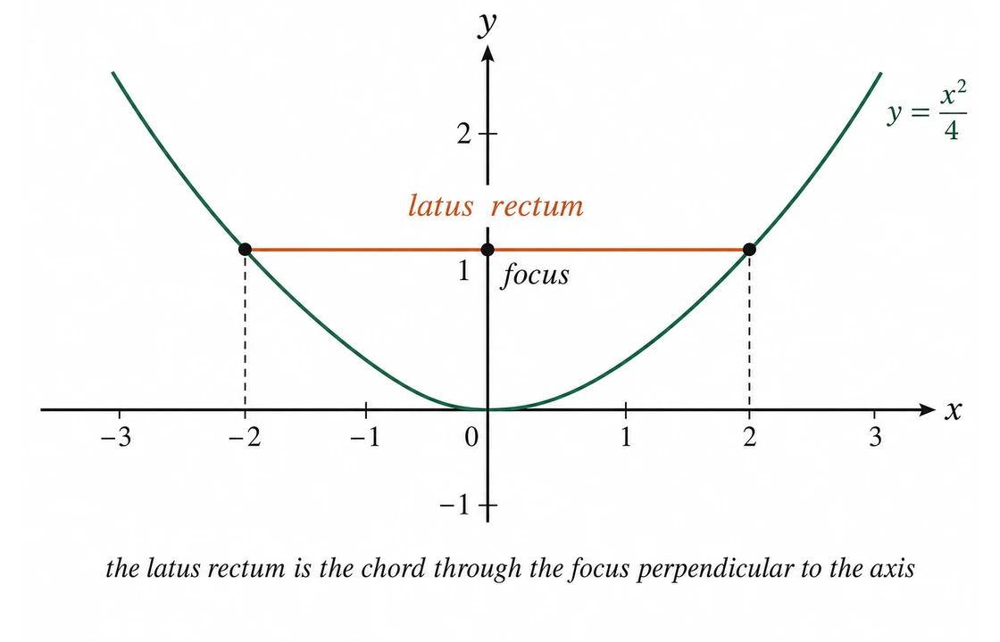 y
y = x²/4
2
latus rectum
1 focus
−3 −2 −1 0 1 2 3 x
−1
the latus rectum is the chord through the focus perpendicular to the axis